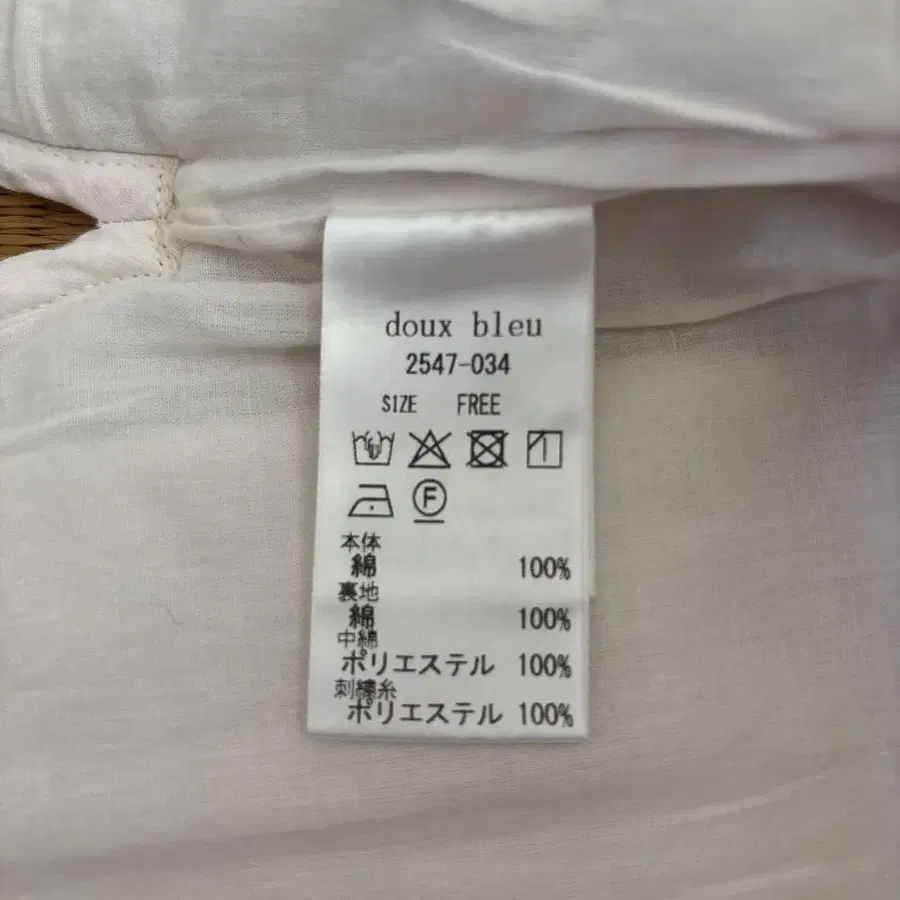 doux bleu
2547-034
SIZE FREE
F
本体
綿 100%
裏地
綿 100%
中綿
ポリエステル 100%
刺繍糸
ポリエステル 100%